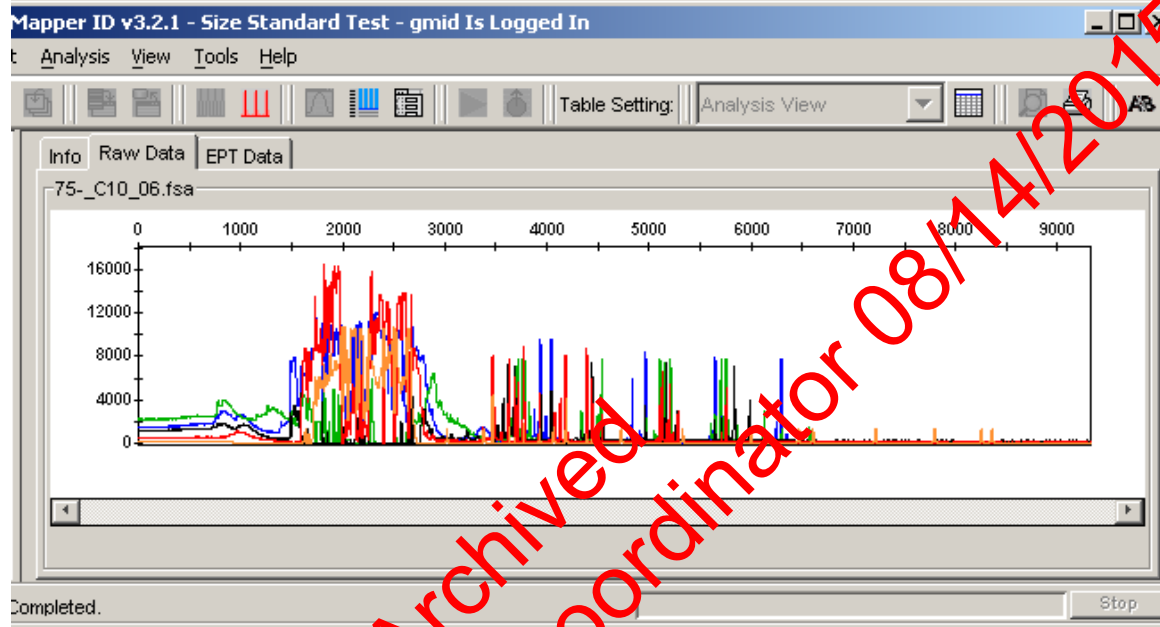 Mapper ID v3.2.1 - Size Standard Test - gmid Is Logged In
t Analysis View Tools Help
Table Setting: Analysis View
Info Raw Data EPT Data
75-_C10_06.fsa
0 1000 2000 3000 4000 5000 6000 7000 8000 9000
16000
12000
8000
4000
0
Completed.
Stop
Archived
oordinator 08/14/2015